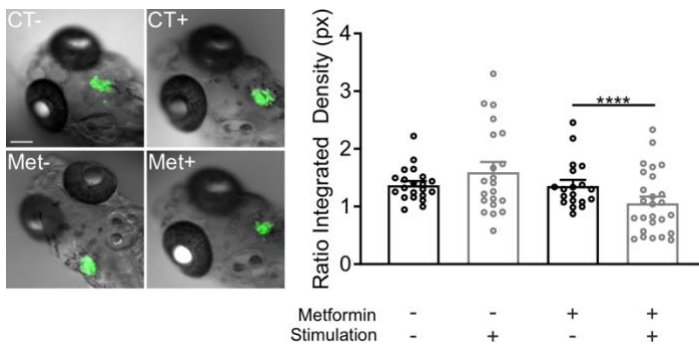 CT-
CT+
Met-
Met+
Ratio Integrated Density (px)
4
3
2
1
0
****
Metformin - - + +
Stimulation - + - +